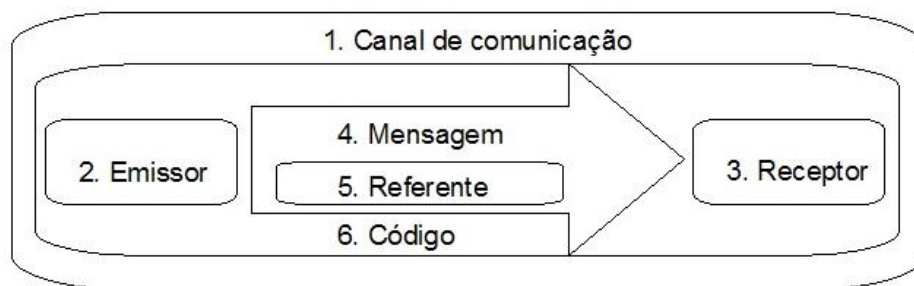 1. Canal de comunicação
4. Mensagem
2. Emissor
5. Referente
3. Receptor
6. Código